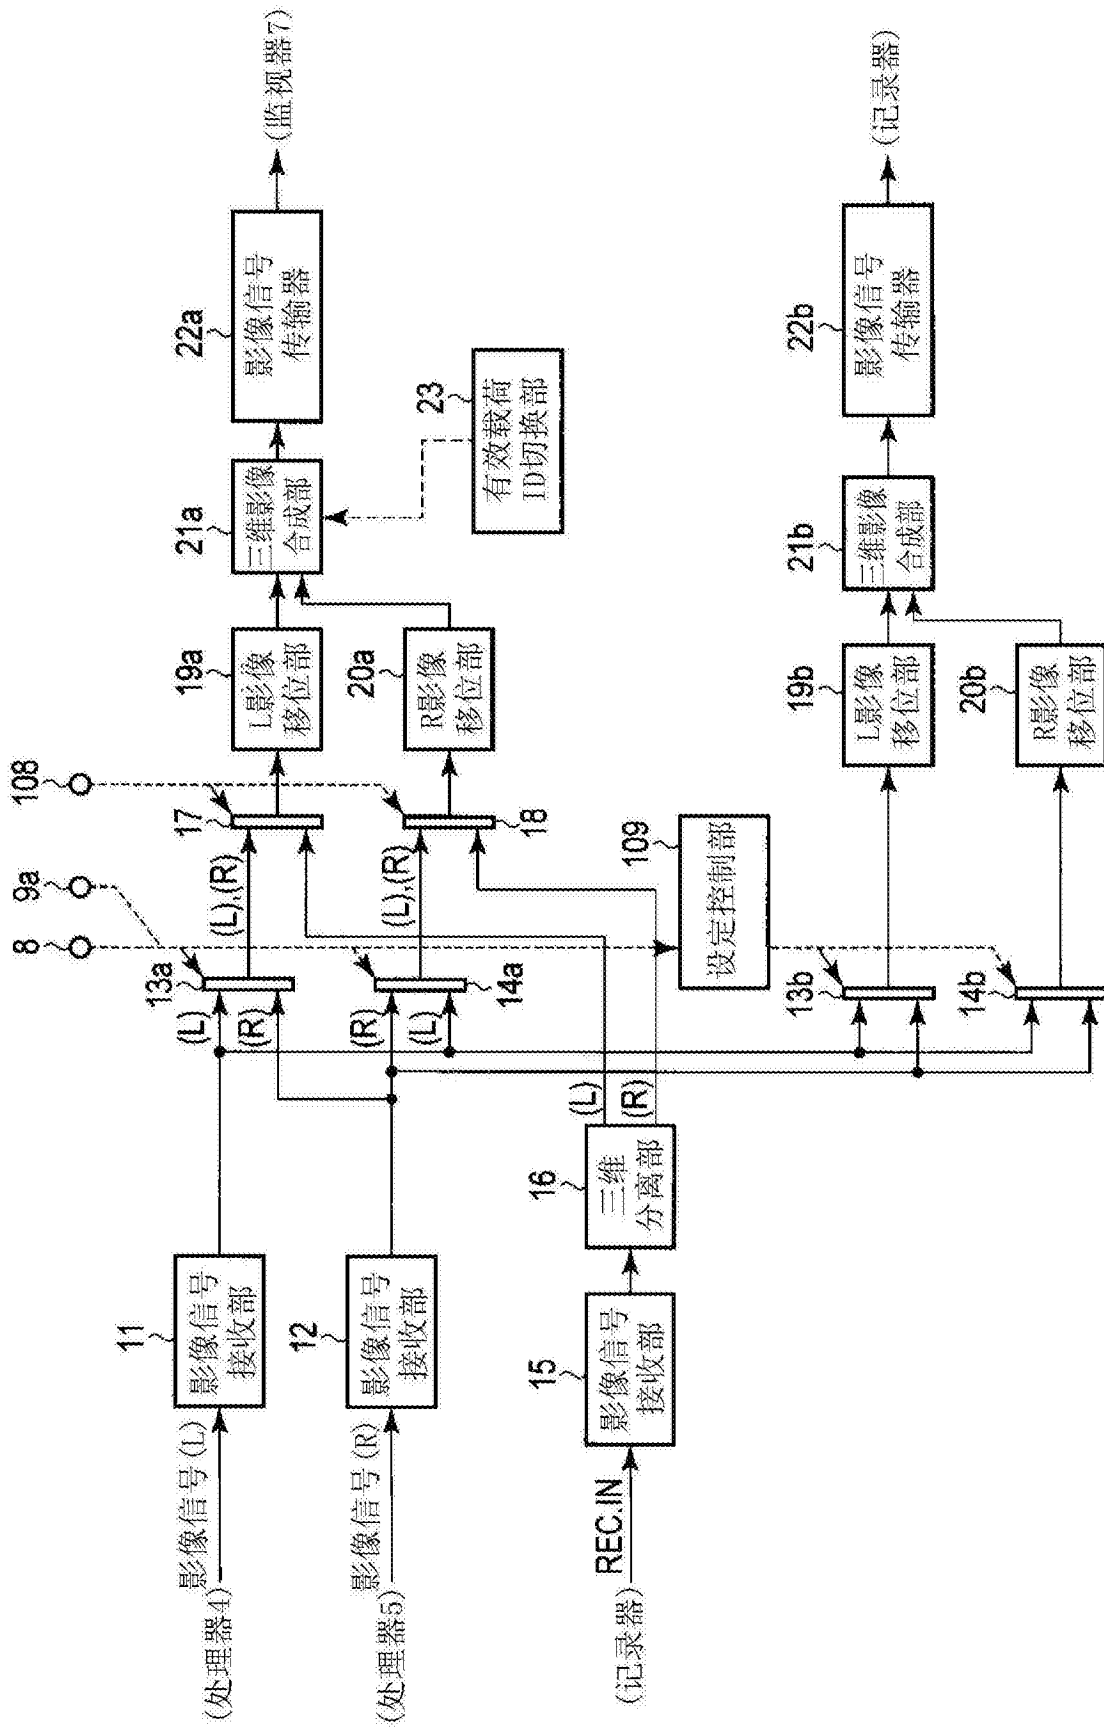 (处理器4)
影像信号(L)
11
影像信号
接收部
(处理器5)
影像信号(R)
12
影像信号
接收部
(记录器)
REC.IN
15
影像信号
接收部
16
三维
分离部
(L)
(R)
8
9a
108
(L)
(R)
13a
(L),(R)
17
(R)
(L)
14a
(L),(R)
18
19a
L影像
移位部
20a
R影像
移位部
21a
三维影像
合成部
22a
影像信号
传输器
(监视器7)
23
有效载荷
ID切换部
109
设定控制部
13b
14b
19b
L影像
移位部
20b
R影像
移位部
21b
三维影像
合成部
22b
影像信号
传输器
(记录器)